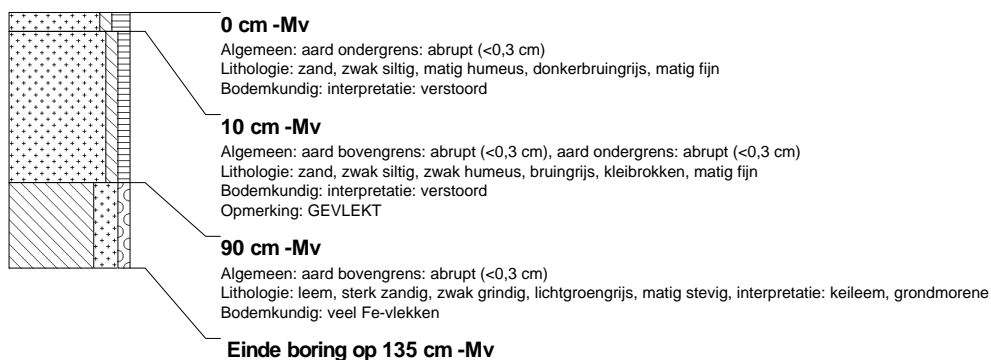 0 cm -Mv
Algemeen: aard ondergrens: abrupt (<0,3 cm)
Lithologie: zand, zwak siltig, matig humeus, donkerbruingrijs, matig fijn
Bodemkundig: interpretatie: verstoord
10 cm -Mv
Algemeen: aard bovengrens: abrupt (<0,3 cm), aard ondergrens: abrupt (<0,3 cm)
Lithologie: zand, zwak siltig, zwak humeus, bruingrijs, kleibrokken, matig fijn
Bodemkundig: interpretatie: verstoord
Opmerking: GEVLEKT
90 cm -Mv
Algemeen: aard bovengrens: abrupt (<0,3 cm)
Lithologie: leem, sterk zandig, zwak grindig, lichtgroengrijs, matig stevig, interpretatie: keileem, grondmorene
Bodemkundig: veel Fe-vlekken
Einde boring op 135 cm -Mv